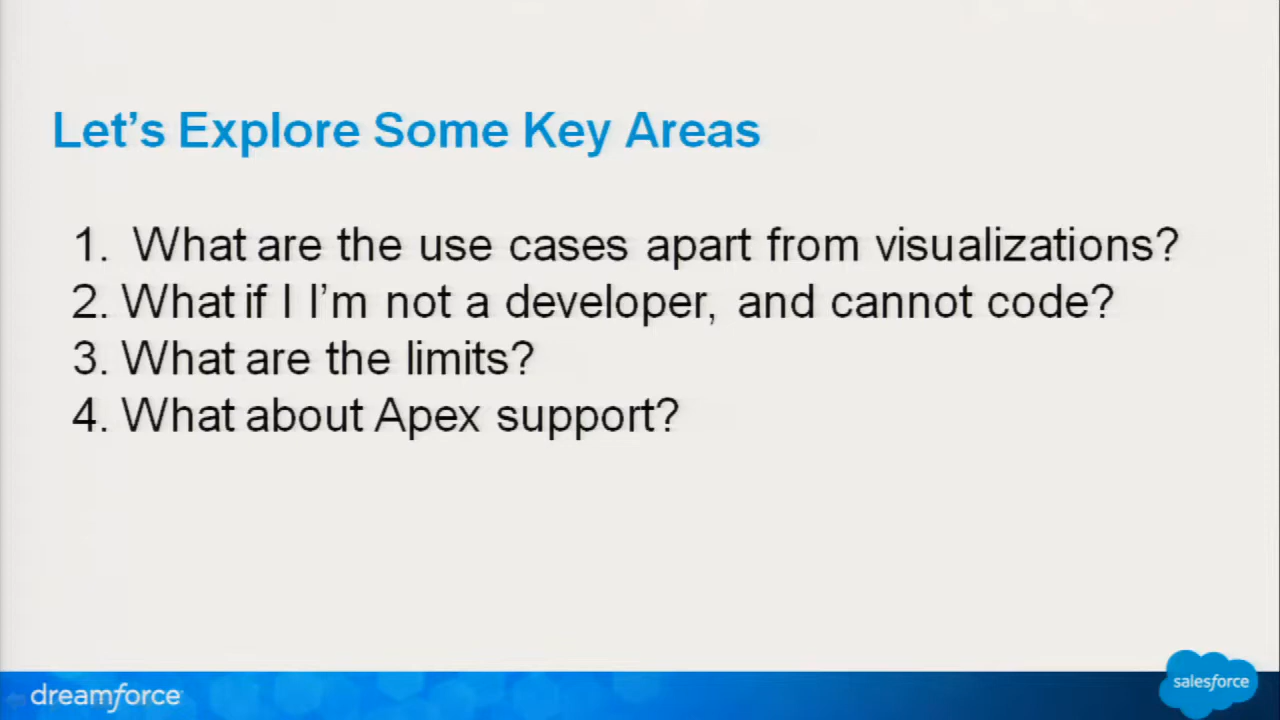 Let’s Explore Some Key Areas
1. What are the use cases apart from visualizations?
2. What if I I’m not a developer, and cannot code?
3. What are the limits?
4. What about Apex support?
dreamforce
salesforce